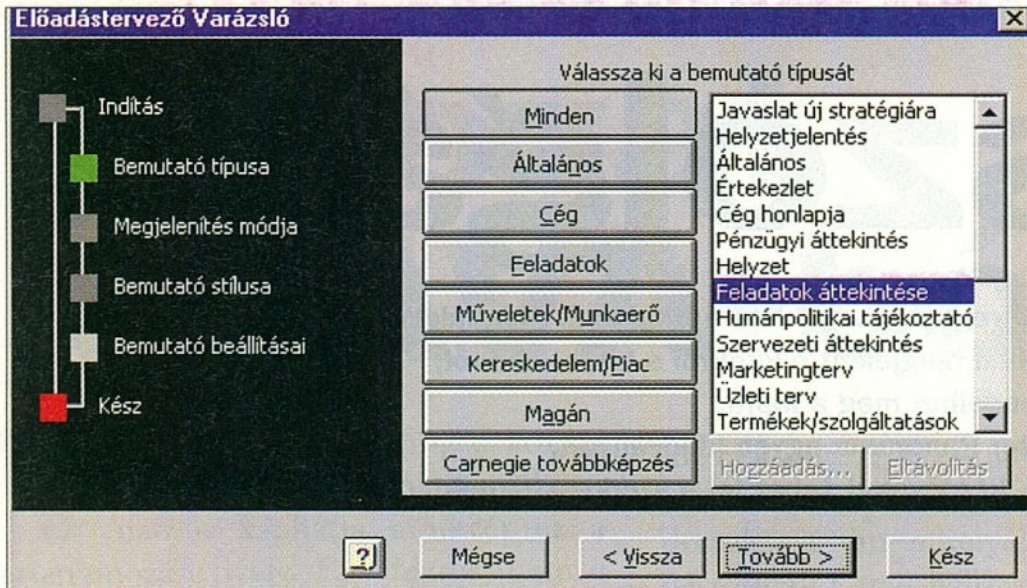 Előadástervező Varázsló
Indítás
Bemutató típusa
Megjelenítés módja
Bemutató stílusa
Bemutató beállításai
Kész
Válassza ki a bemutató típusát
Minden
Általános
Cég
Feladatok
Műveletek/Munkaerő
Kereskedelem/Piac
Magán
Carnegie továbbképzés
Javaslat új stratégiára
Helyzetjelentés
Általános
Értekezlet
Cég honlapja
Pénzügyi áttekintés
Helyzet
Feladatok áttekintése
Humánpolitikai tájékoztató
Szervezeti áttekintés
Marketingterv
Üzleti terv
Termékek/szolgáltatások
Hozzáadás... Eltávolítás
? Mégse < Vissza Tovább > Kész